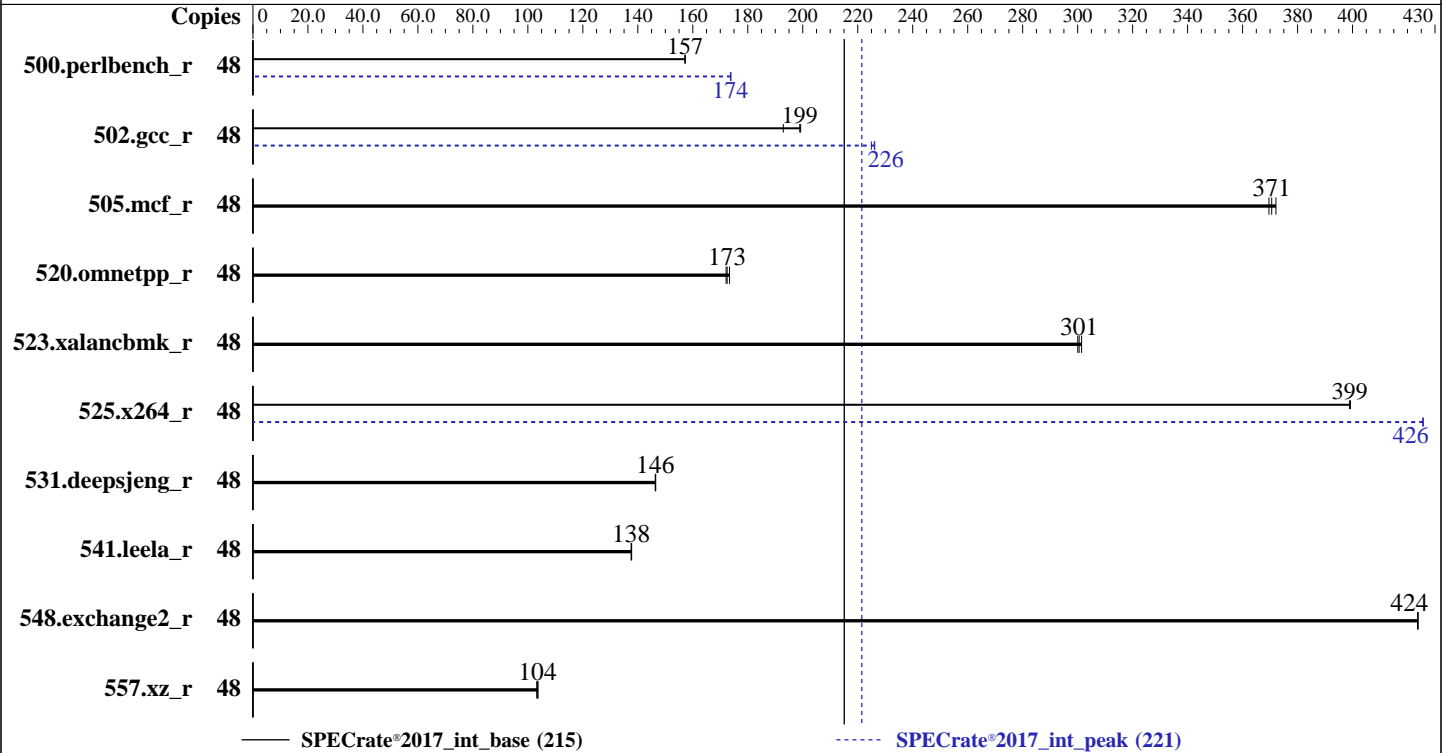 Copies 0 20.0 40.0 60.0 80.0 100 120 140 160 180 200 220 240 260 280 300 320 340 360 380 400 430
500.perlbench_r 48 157
174
502.gcc_r 48 199
226
505.mcf_r 48 371
520.omnetpp_r 48 173
523.xalancbmk_r 48 301
525.x264_r 48 399
426
531.deepsjeng_r 48 146
541.leela_r 48 138
548.exchange2_r 48 424
557.xz_r 48 104
SPECrate®2017_int_base (215) SPECrate®2017_int_peak (221)